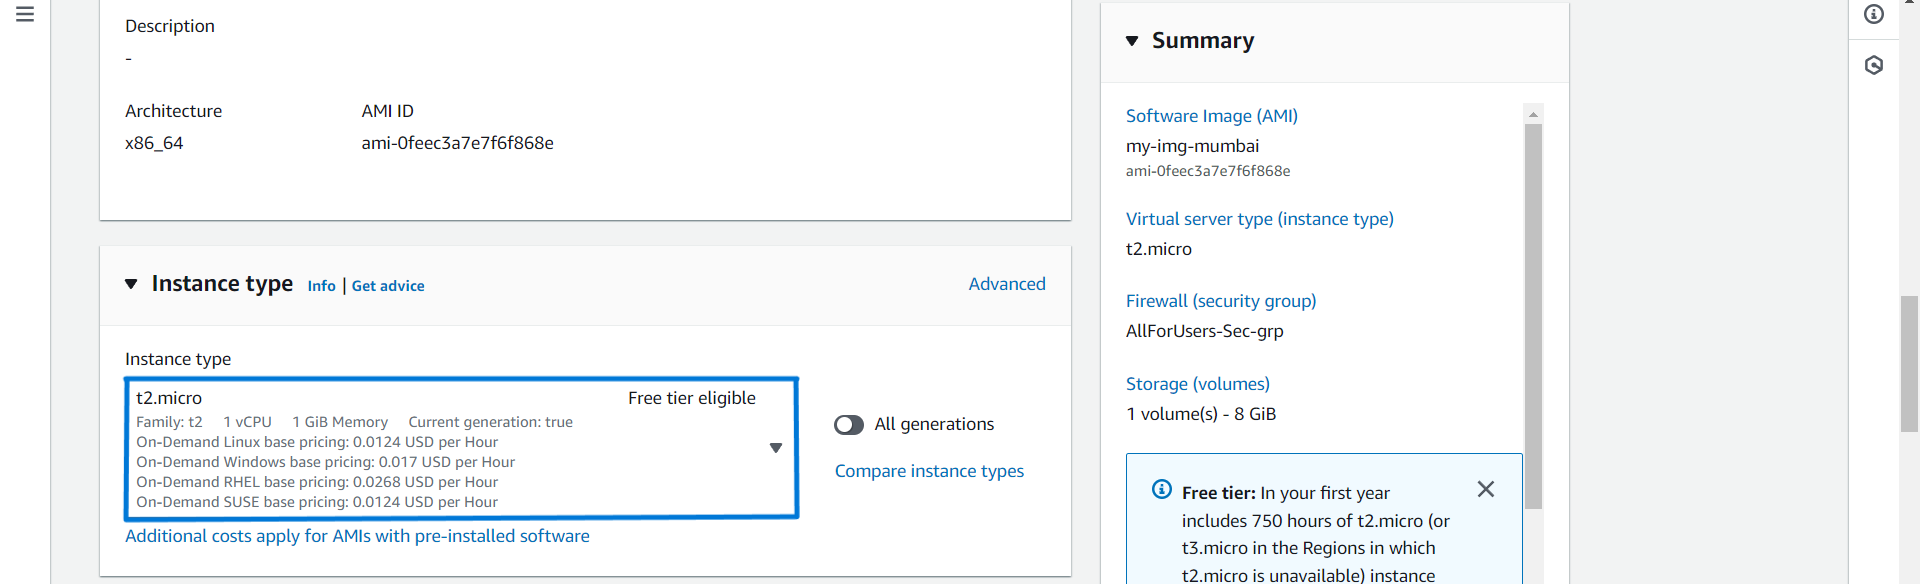 Description
-
Architecture
AMI ID
x86_64
ami-0feec3a7e7f6f868e
Instance type Info | Get advice
Advanced
Instance type
t2.micro
Free tier eligible
Family: t2 1 vCPU 1 GiB Memory Current generation: true
On-Demand Linux base pricing: 0.0124 USD per Hour
On-Demand Windows base pricing: 0.017 USD per Hour
On-Demand RHEL base pricing: 0.0268 USD per Hour
On-Demand SUSE base pricing: 0.0124 USD per Hour
All generations
Compare instance types
Additional costs apply for AMIs with pre-installed software
Summary
Software Image (AMI)
my-img-mumbai
ami-0feec3a7e7f6f868e
Virtual server type (instance type)
t2.micro
Firewall (security group)
AllForUsers-Sec-grp
Storage (volumes)
1 volume(s) - 8 GiB
Free tier: In your first year
includes 750 hours of t2.micro (or
t3.micro in the Regions in which
t2.micro is unavailable) instance